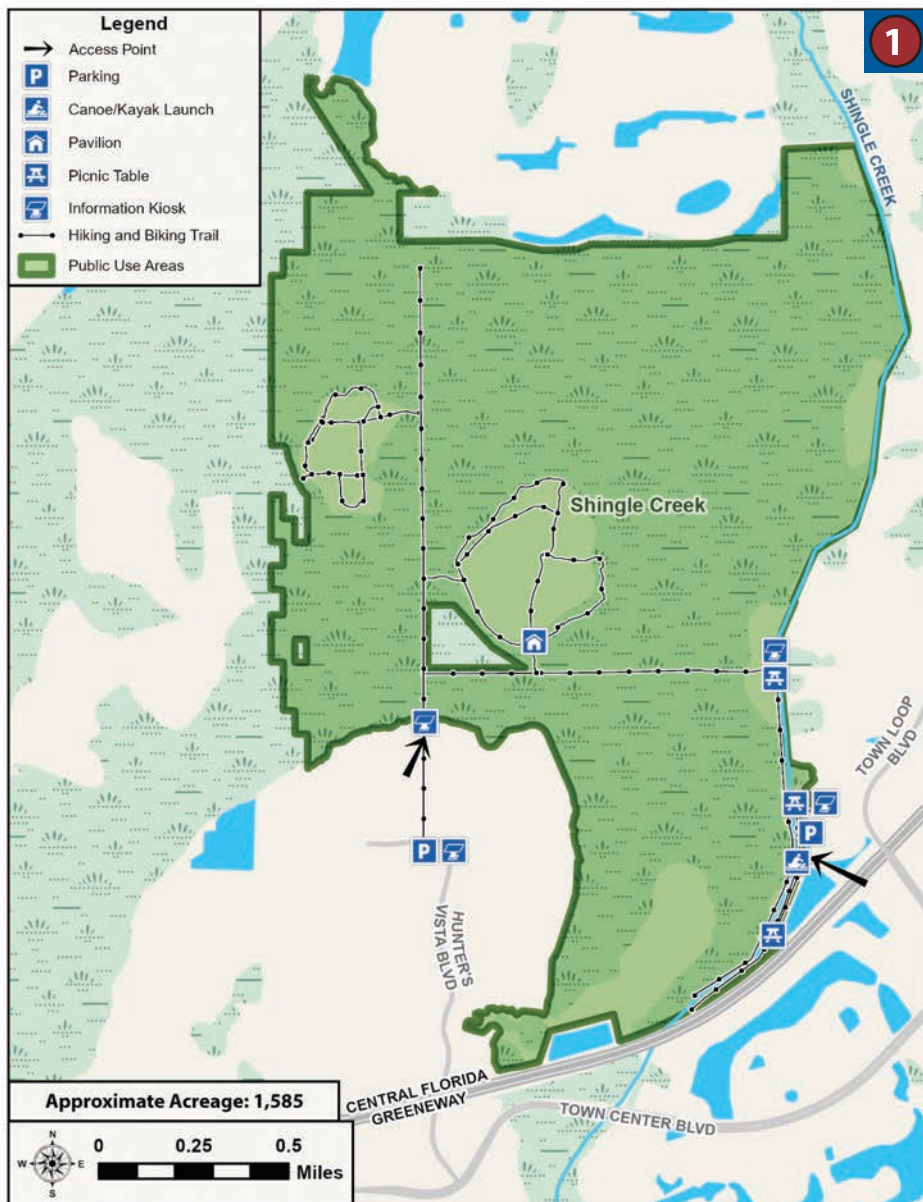 Legend
Access Point
P
Parking
Canoe/Kayak Launch
Pavilion
Picnic Table
Information Kiosk
Hiking and Biking Trail
Public Use Areas
1
SHINGLE CREEK
Shingle Creek
TOWN LOOP
BLVD
P
P
HUNTER'S
VISTA BLVD
CENTRAL FLORIDA
GREENEWAY
TOWN CENTER BLVD
Approximate Acreage: 1,585
N
W
E
S
0 0.25 0.5
Miles